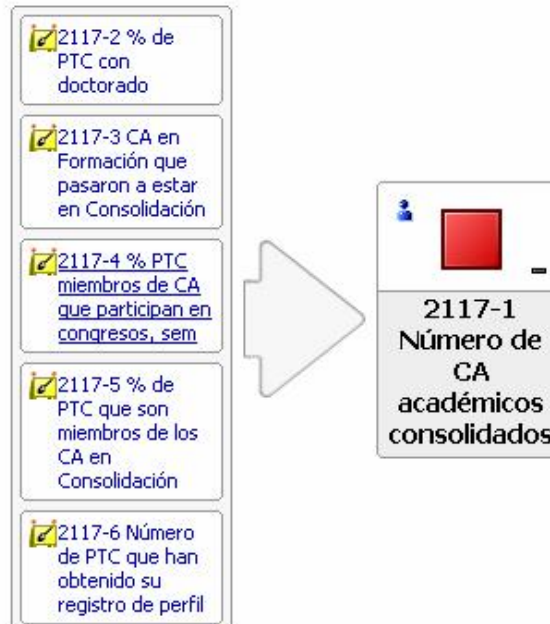 2117-2 % de
PTC con
doctorado
2117-3 CA en
Formación que
pasaron a estar
en Consolidación
2117-4 % PTC
miembros de CA
que participan en
congresos, sem
2117-5 % de
PTC que son
miembros de los
CA en
Consolidación
2117-6 Número
de PTC que han
obtenido su
registro de perfil
2117-1
Número de
CA
académicos
consolidados